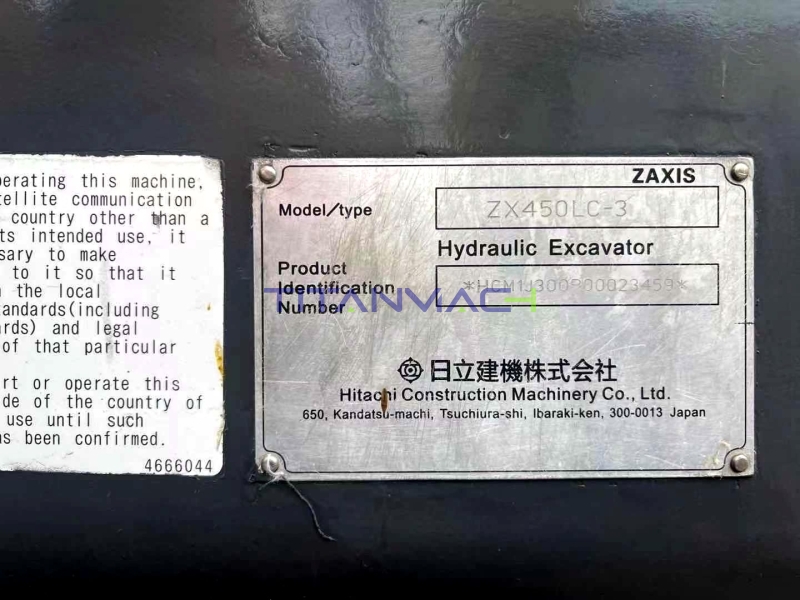 perating this machine,
tellite communication
country other than a
ts intended use, it
sary to make
to it so that it
the local
tandards(including
ards) and legal
of that particular
rt or operate this
de of the country of
use until such
as been confirmed.
4666044
ZAXIS
Model/type ZX450LC-3
Hydraulic Excavator
Product
Identification
Number
TITANMACH
日立建機株式会社
Hitachi Construction Machinery Co., Ltd.
650, Kandatsu-machi, Tsuchiura-shi, Ibaraki-ken, 300-0013 Japan